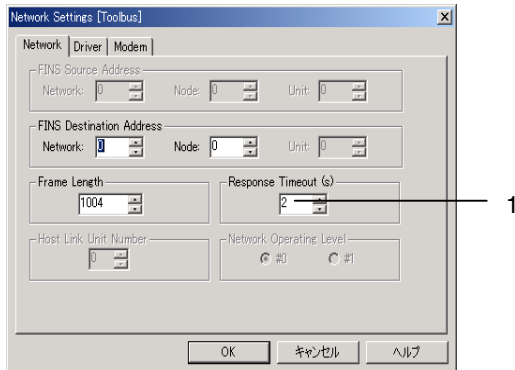 Network Settings [Toolbus]
Network Driver Modem
FINS Source Address
Network: 0 Node: 0 Unit: 0
FINS Destination Address
Network: 0 Node: 0 Unit: 0
Frame Length
1004
Response Timeout (s)
2
1
Host Link Unit Number
0
Network Operating Level
#0 #1
OK キャンセル ヘルプ